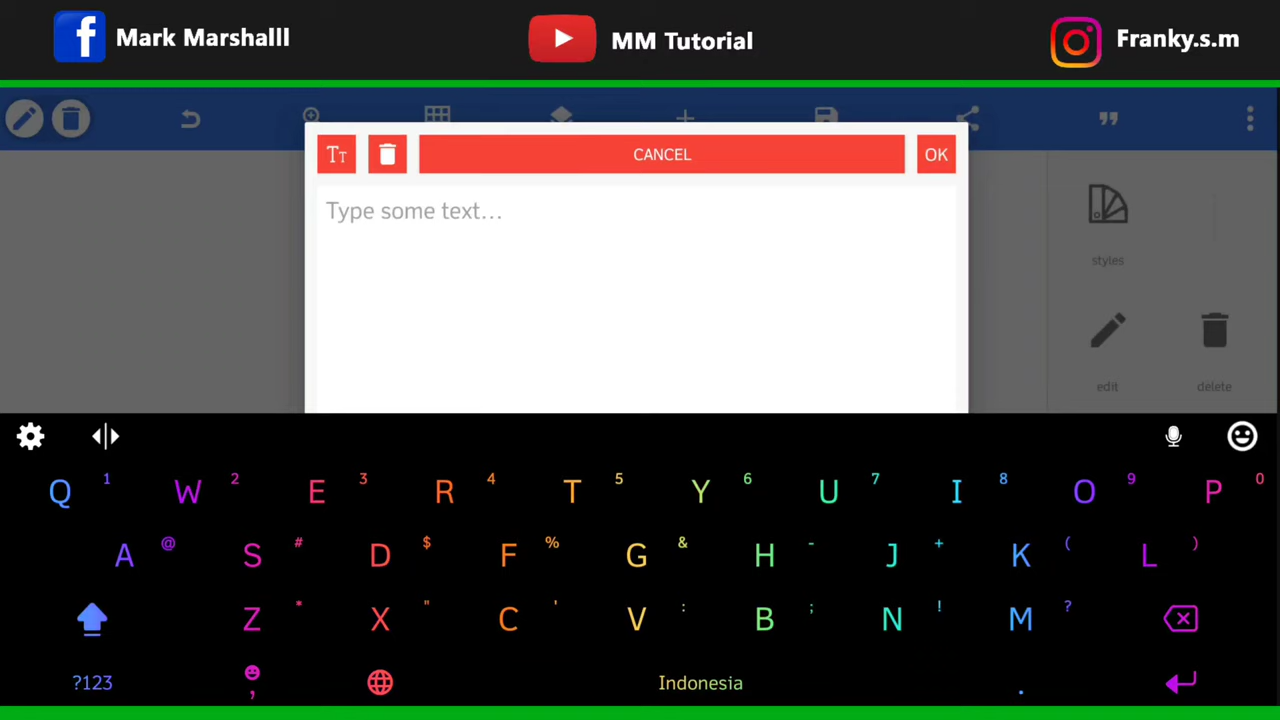 Mark Marshalll
MM Tutorial
Franky.s.m
TT
CANCEL
OK
Type some text...
styles
edit
delete
Q 1 W 2 E 3 R 4 T 5 Y 6 U 7 I 8 O 9 P 0
A @ S # D $ F % G & H - J + K ( L )
Z * X " C ' V : B ; N ! M ?
?123 , Indonesia .